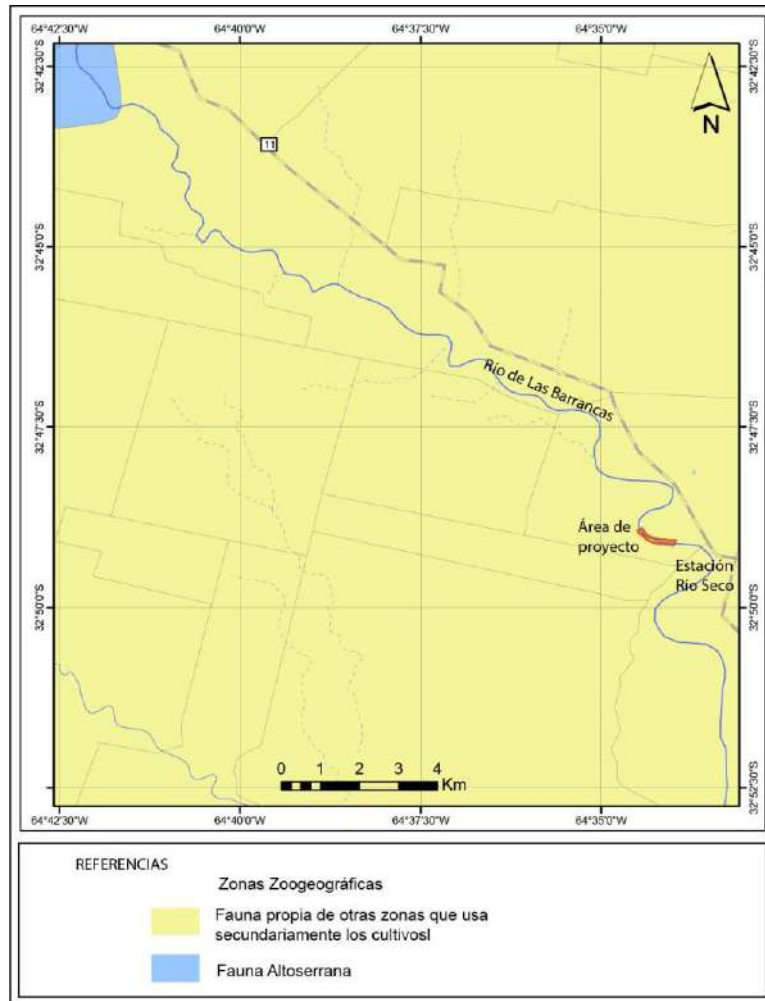 64°42'30"W 64°40'0"W 64°37'30"W 64°35'0"W
32°42'30"S 32°42'30"S
N
11
32°45'0"S 32°45'0"S
Río de Las Barrancas
32°47'30"S 32°47'30"S
Área de
proyecto
Estación
Río Seco
32°50'0"S 32°50'0"S
0 1 2 3 4
Km
32°52'30"S 32°52'30"S
64°42'30"W 64°40'0"W 64°37'30"W 64°35'0"W
REFERENCIAS
Zonas Zoogeográficas
Fauna propia de otras zonas que usa
secundariamente los cultivosl
Fauna Altoserrana